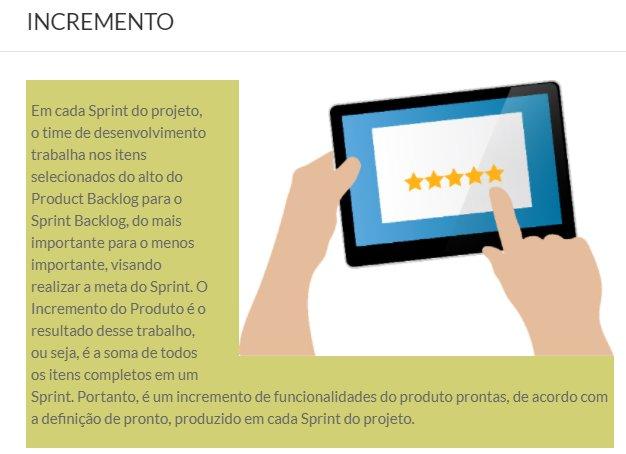 INCREMENTO
Em cada Sprint do projeto,
o time de desenvolvimento
trabalha nos itens
selecionados do alto do
Product Backlog para o
Sprint Backlog, do mais
importante para o menos
importante, visando
realizar a meta do Sprint. O
Incremento do Produto é o
resultado desse trabalho,
ou seja, é a soma de todos
os itens completos em um
Sprint. Portanto, é um incremento de funcionalidades do produto prontas, de acordo com
a definição de pronto, produzido em cada Sprint do projeto.